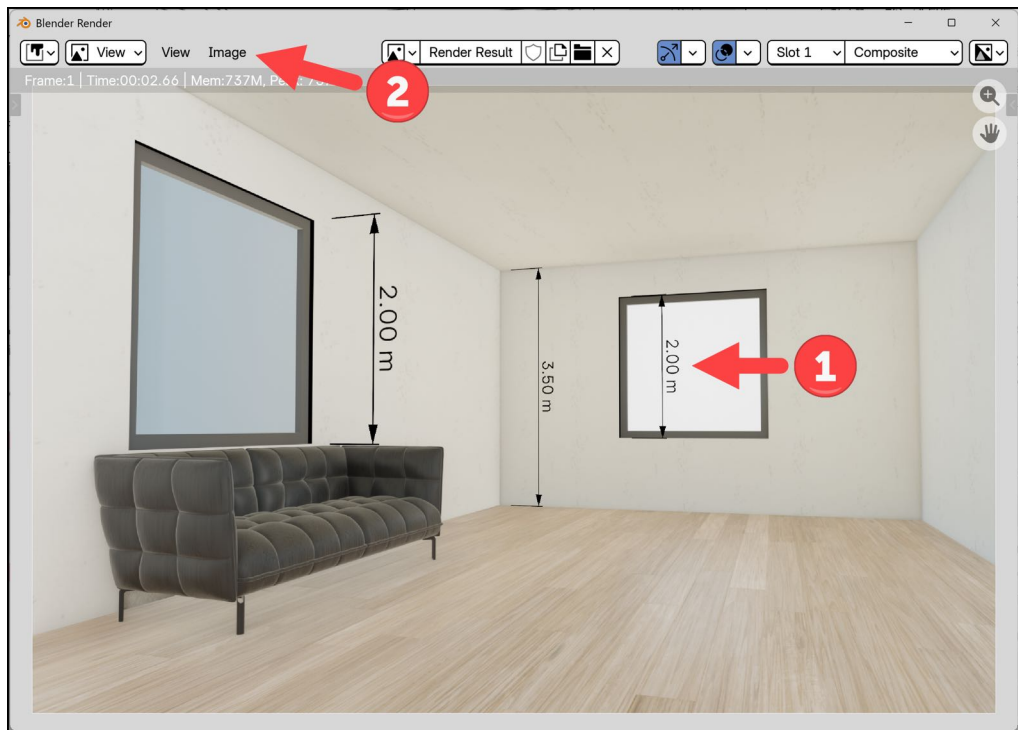 Blender Render
View View Image Render Result Slot 1 Composite
Frame:1 | Time:00:02.66 | Mem:737M,
2
2.00 m
3.50 m
2.00 m
1